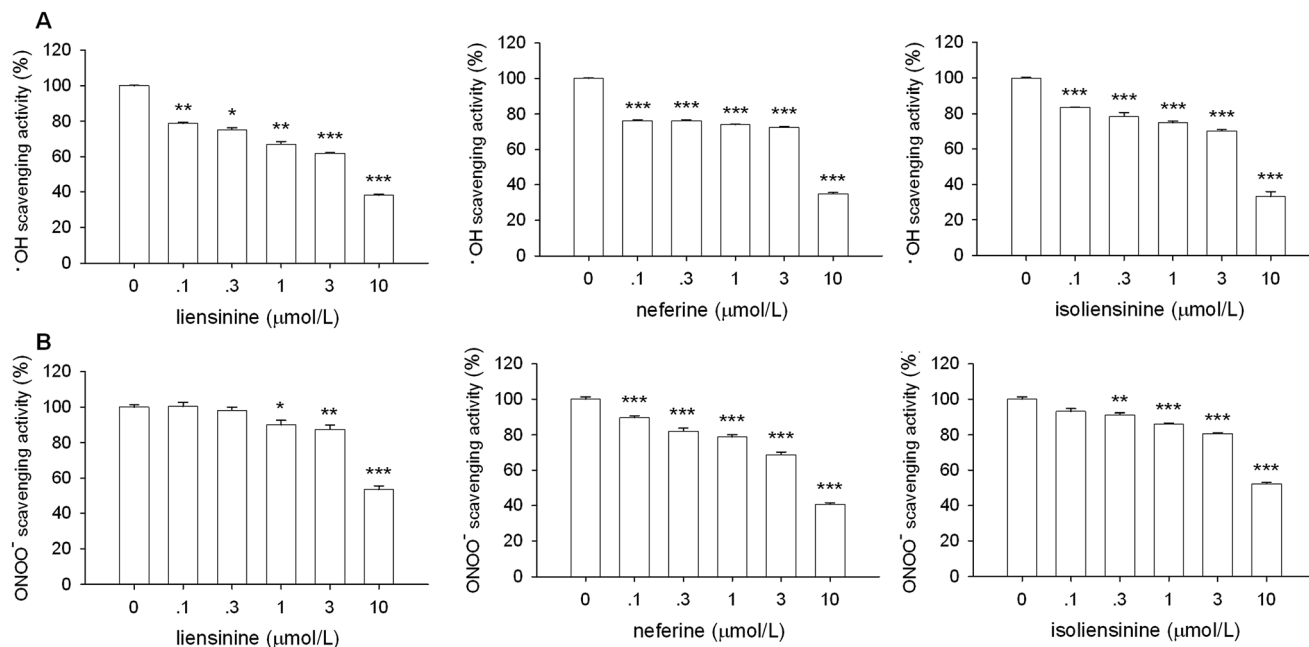 A
·OH scavenging activity (%)
120
100
80
60
40
20
0
** * ** *** ***
0 .1 .3 1 3 10
liensinine (μmol/L)
·OH scavenging activity (%)
120
100
80
60
40
20
0
*** *** *** *** ***
0 .1 .3 1 3 10
neferine (μmol/L)
·OH scavenging activity (%)
120
100
80
60
40
20
0
*** *** *** *** ***
0 .1 .3 1 3 10
isoliensinine (μmol/L)
B
ONOO⁻ scavenging activity (%)
120
100
80
60
40
20
0
* ** ***
0 .1 .3 1 3 10
liensinine (μmol/L)
ONOO⁻ scavenging activity (%)
120
100
80
60
40
20
0
*** *** *** *** ***
0 .1 .3 1 3 10
neferine (μmol/L)
ONOO⁻ scavenging activity (%)
120
100
80
60
40
20
0
** *** *** ***
0 .1 .3 1 3 10
isoliensinine (μmol/L)